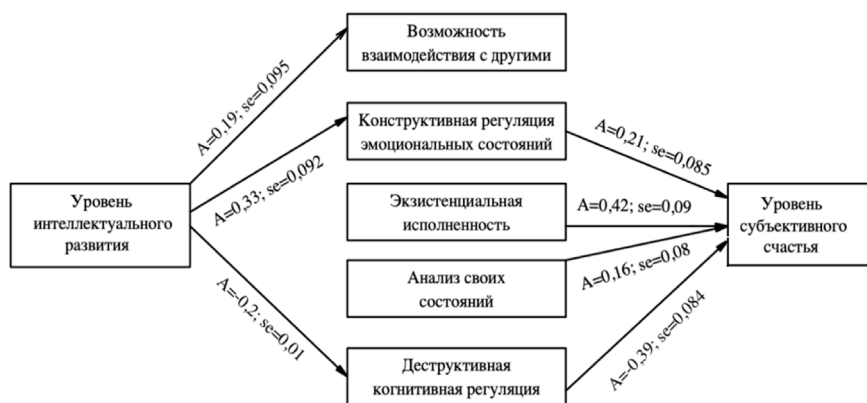 Возможность
взаимодействия с другими
A=0,19; se=0,095
Конструктивная регуляция
эмоциональных состояний
A=0,21; se=0,085
A=0,33; se=0,092
Уровень
интеллектуального
развития
Экзистенциальная
исполненность
A=0,42; se=0,09
Уровень
субъективного
счастья
Анализ своих
состояний
A=0,16; se=0,08
A=-0,2; se=0,01
A=-0,39; se=0,084
Деструктивная
когнитивная регуляция